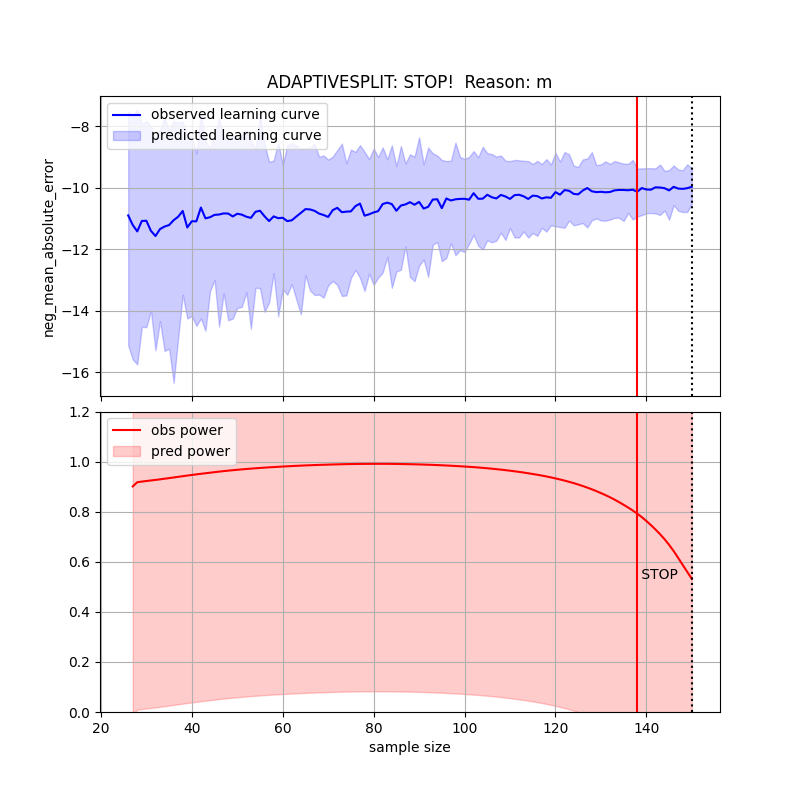 ADAPTIVESPLIT: STOP!  Reason: m
observed learning curve
predicted learning curve
−8
−10
−12
−14
−16
neg_mean_absolute_error
obs power
pred power
1.2
1.0
0.8
0.6
0.4
0.2
0.0
STOP
20
40
60
80
100
120
140
sample size